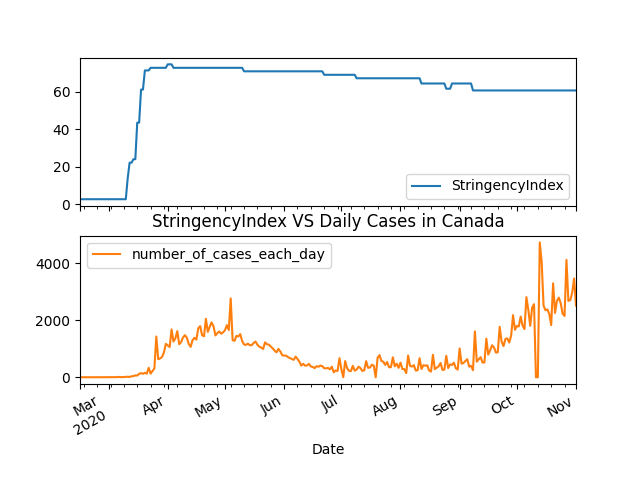 60
40
20
0
StringencyIndex
StringencyIndex VS Daily Cases in Canada
number_of_cases_each_day
4000
2000
0
Mar
2020
Apr
May
Jun
Jul
Aug
Sep
Oct
Nov
Date